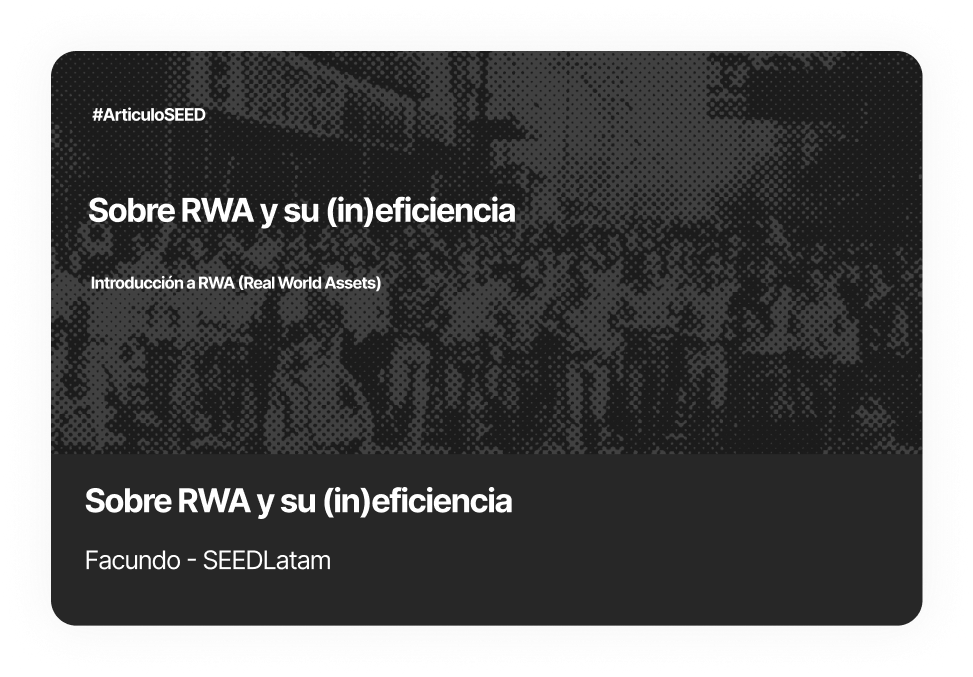 #ArticuloSEED
Sobre RWA y su (in)eficiencia
Introducción a RWA (Real World Assets)
Sobre RWA y su (in)eficiencia
Facundo - SEEDLatam